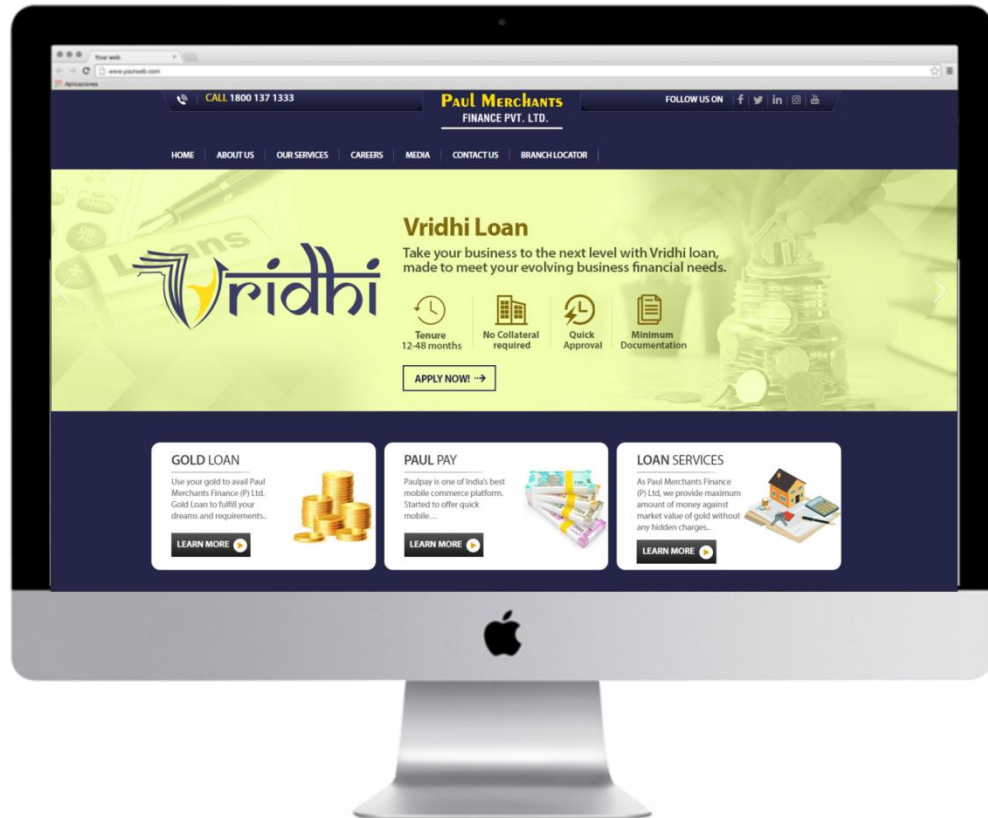 Your web
www.yourweb.com
Aplicaciones
CALL 1800 137 1333
PAUL MERCHANTS
FINANCE PVT. LTD.
FOLLOW US ON
HOME
ABOUT US
OUR SERVICES
CAREERS
MEDIA
CONTACT US
BRANCH LOCATOR
Loans
Vridhi
Vridhi Loan
Take your business to the next level with Vridhi loan,
made to meet your evolving business financial needs.
Tenure
12-48 months
No Collateral
required
Quick
Approval
Minimum
Documentation
APPLY NOW!
GOLD LOAN
Use your gold to avail Paul
Merchants Finance (P) Ltd.
Gold Loan to fulfill your
dreams and requirements..
LEARN MORE
PAUL PAY
Paulpay is one of India's best
mobile commerce platform.
Started to offer quick
mobile...
LEARN MORE
LOAN SERVICES
As Paul Merchants Finance
(P) Ltd, we provide maximum
amount of money against
market value of gold without
any hidden charges..
LEARN MORE